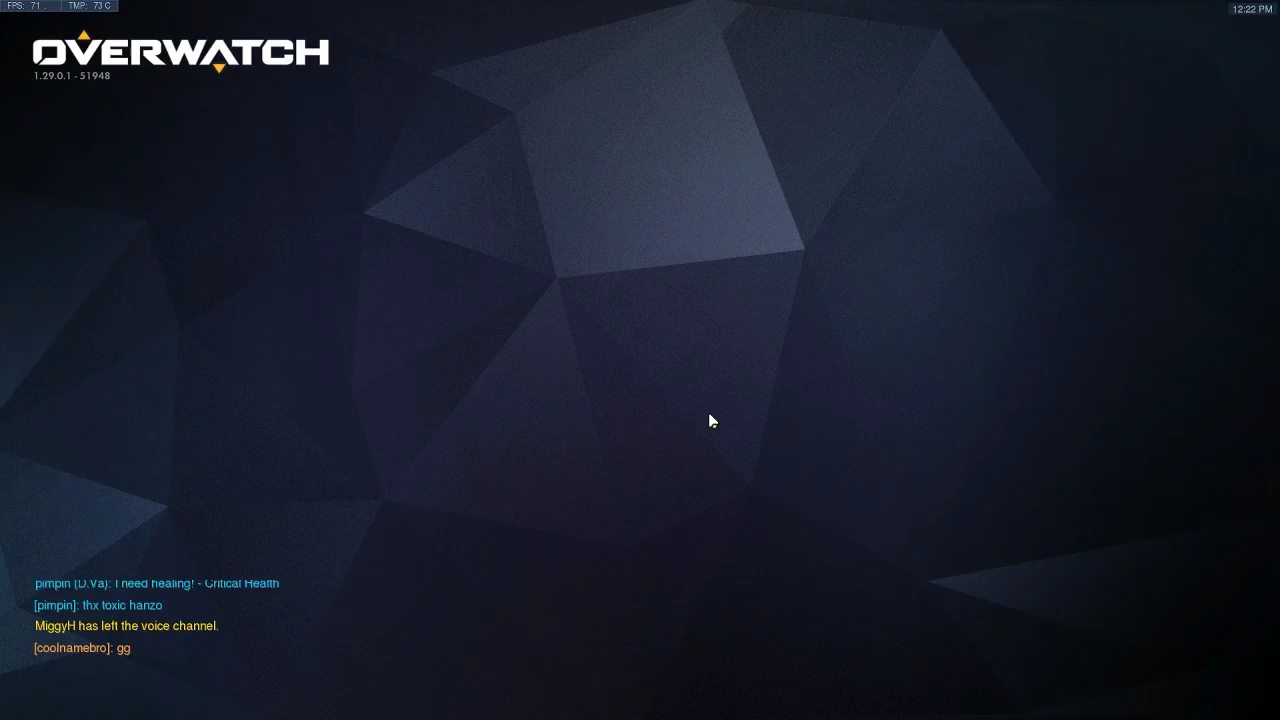 FPS: 71 . TMP: 73 C
12:22 PM
OVERWATCH
1.29.0.1 - 51948
pimpin (D.Va): I need healing! - Critical Health
[pimpin]: thx toxic hanzo
MiggyH has left the voice channel.
[coolnamebro]: gg